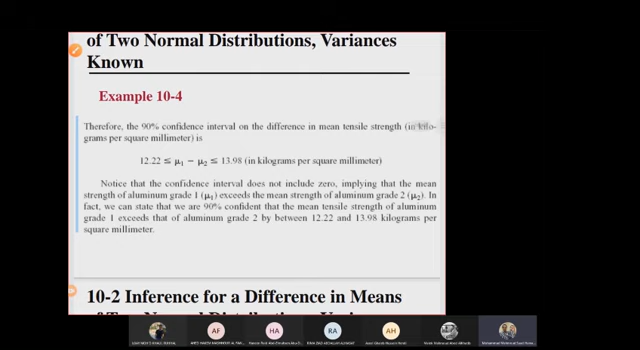 of Two Normal Distributions, Variances
Known
Example 10-4
Therefore, the 90% confidence interval on the difference in mean tensile strength (in kilo-
grams per square millimeter) is
12.22 ≤ μ₁ − μ₂ ≤ 13.98 (in kilograms per square millimeter)
Notice that the confidence interval does not include zero, implying that the mean
strength of aluminum grade 1 (μ₁) exceeds the mean strength of aluminum grade 2 (μ₂). In
fact, we can state that we are 90% confident that the mean tensile strength of aluminum
grade 1 exceeds that of aluminum grade 2 by between 12.22 and 13.98 kilograms per
square millimeter.
10-2 Inference for a Difference in Means
of Two Normal Distributions, Variances
AF
HA
RA
AH